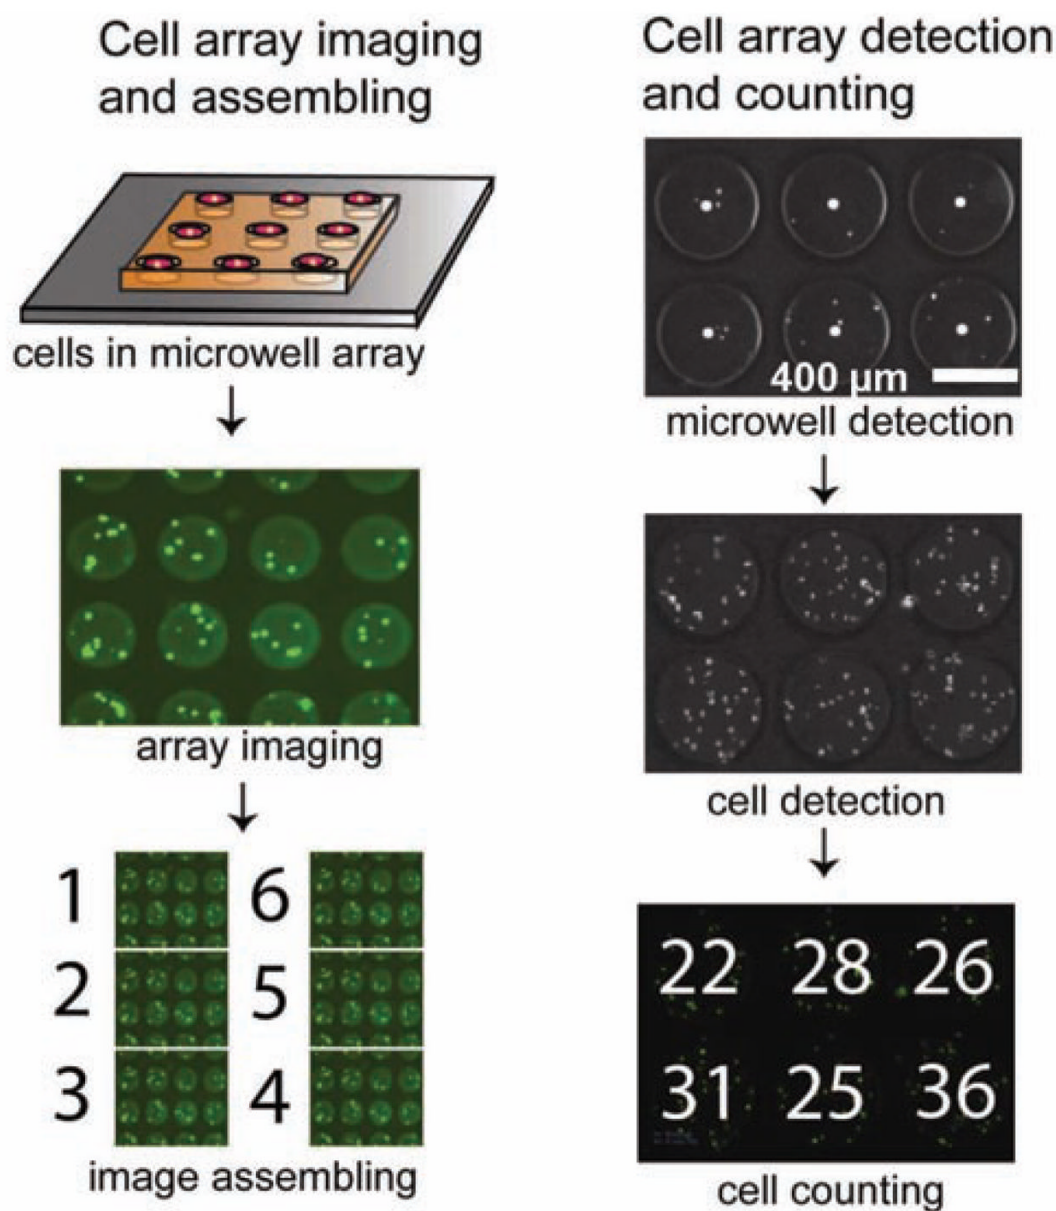 Cell array imaging
and assembling
cells in microwell array
array imaging
1 6
2 5
3 4
image assembling
Cell array detection
and counting
400 µm
microwell detection
cell detection
22 28 26
31 25 36
cell counting